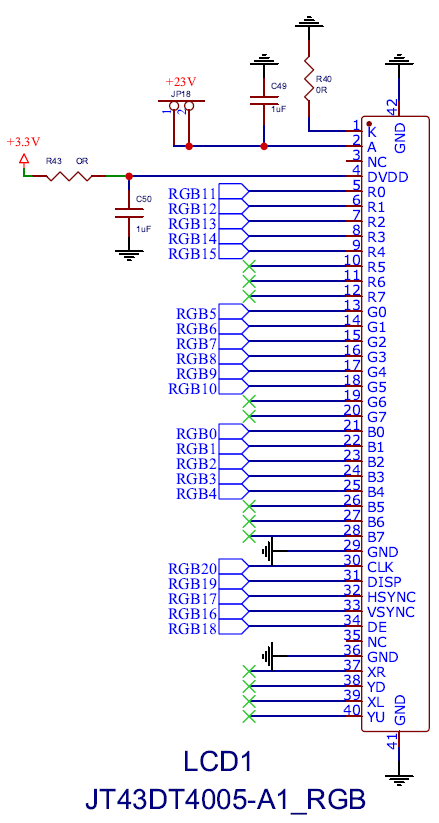 +23V
JP18
1
2
C49
1uF
R40
0R
42
GND
+3.3V
R43
OR
C50
1uF
1 K
2 A
3 NC
4 DVDD
RGB11 5 R0
RGB12 6 R1
RGB13 7 R2
RGB14 8 R3
RGB15 9 R4
10 R5
11 R6
12 R7
RGB5 13 G0
RGB6 14 G1
RGB7 15 G2
RGB8 16 G3
RGB9 17 G4
RGB10 18 G5
19 G6
20 G7
RGB0 21 B0
RGB1 22 B1
RGB2 23 B2
RGB3 24 B3
RGB4 25 B4
26 B5
27 B6
28 B7
29 GND
RGB20 30 CLK
RGB19 31 DISP
RGB17 32 HSYNC
RGB16 33 VSYNC
RGB18 34 DE
35 NC
36 GND
37 XR
38 YD
39 XL
40 YU
GND
41
LCD1
JT43DT4005-A1_RGB